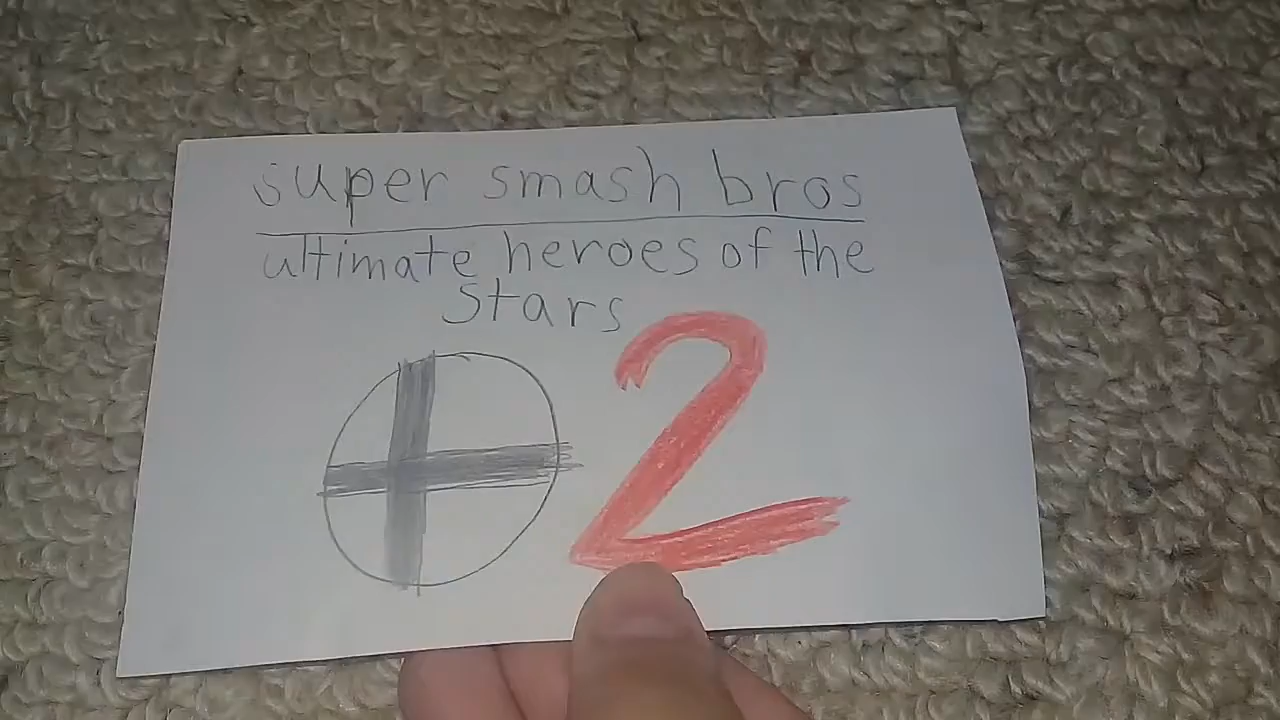 super smash bros
ultimate heroes of the
stars
2